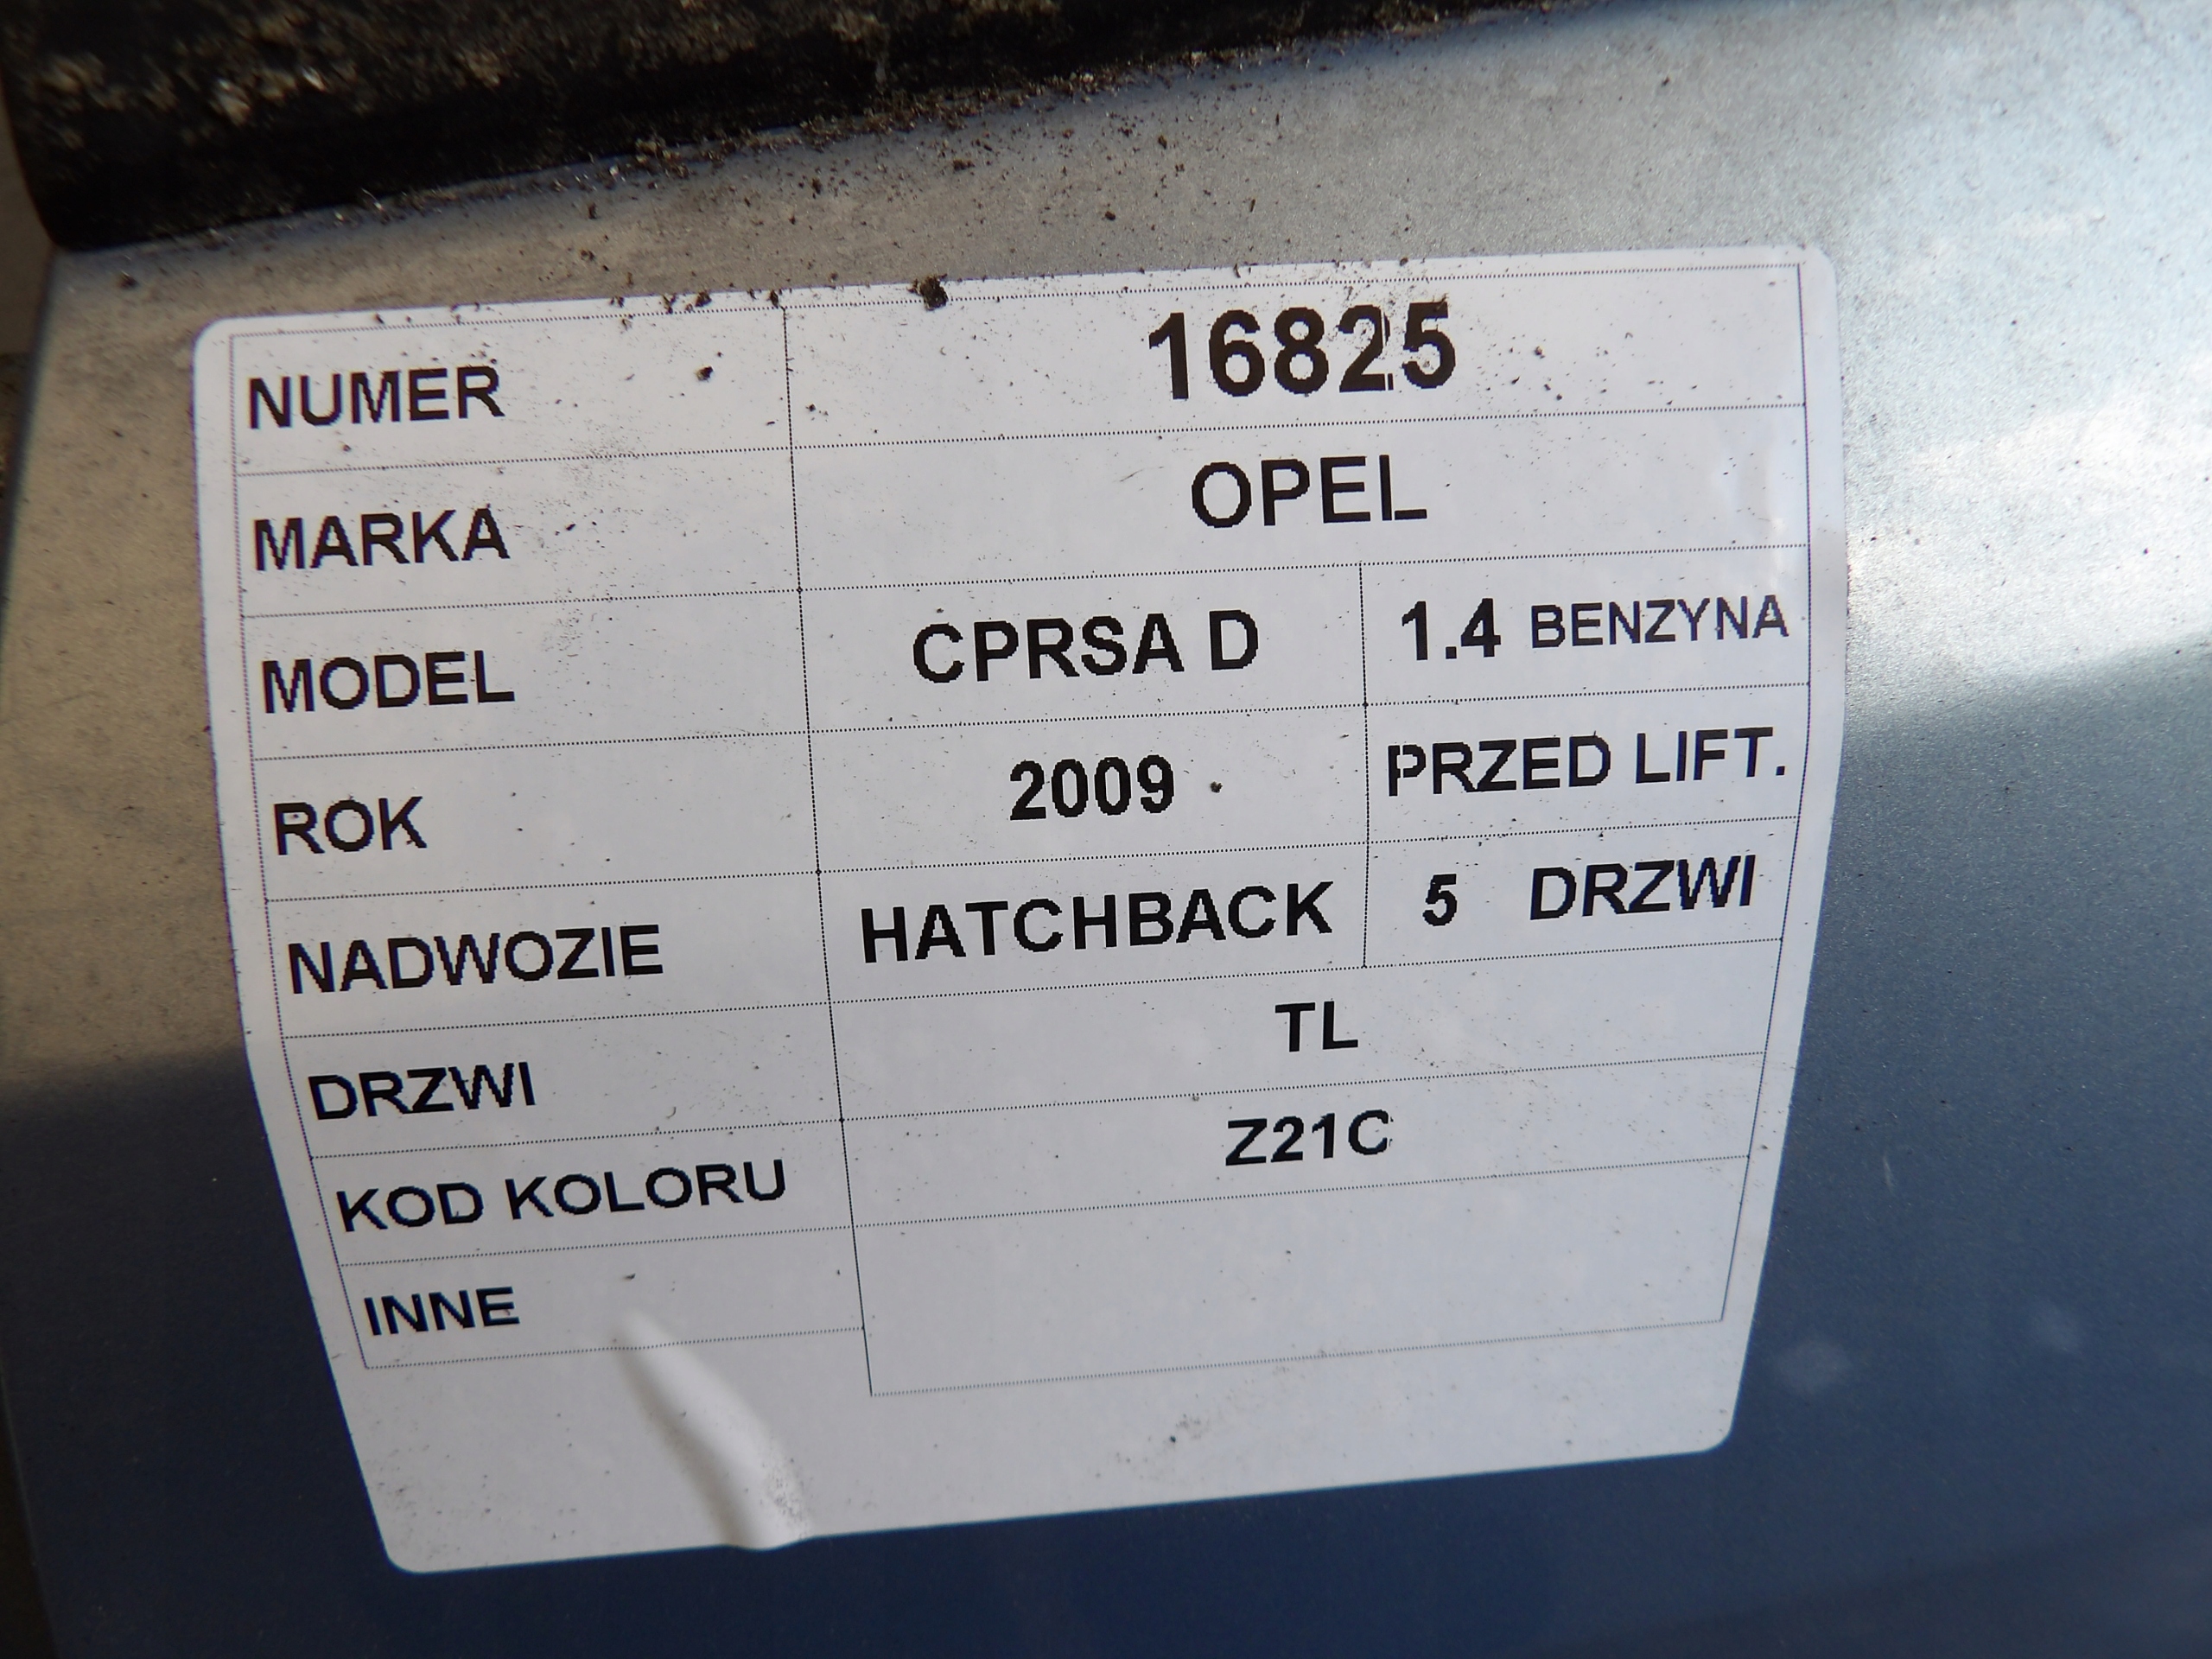 NUMER 16825
MARKA OPEL
MODEL CPRSA D 1.4 BENZYNA
ROK 2009 PRZED LIFT.
NADWOZIE HATCHBACK 5 DRZWI
DRZWI TL
KOD KOLORU Z21C
INNE